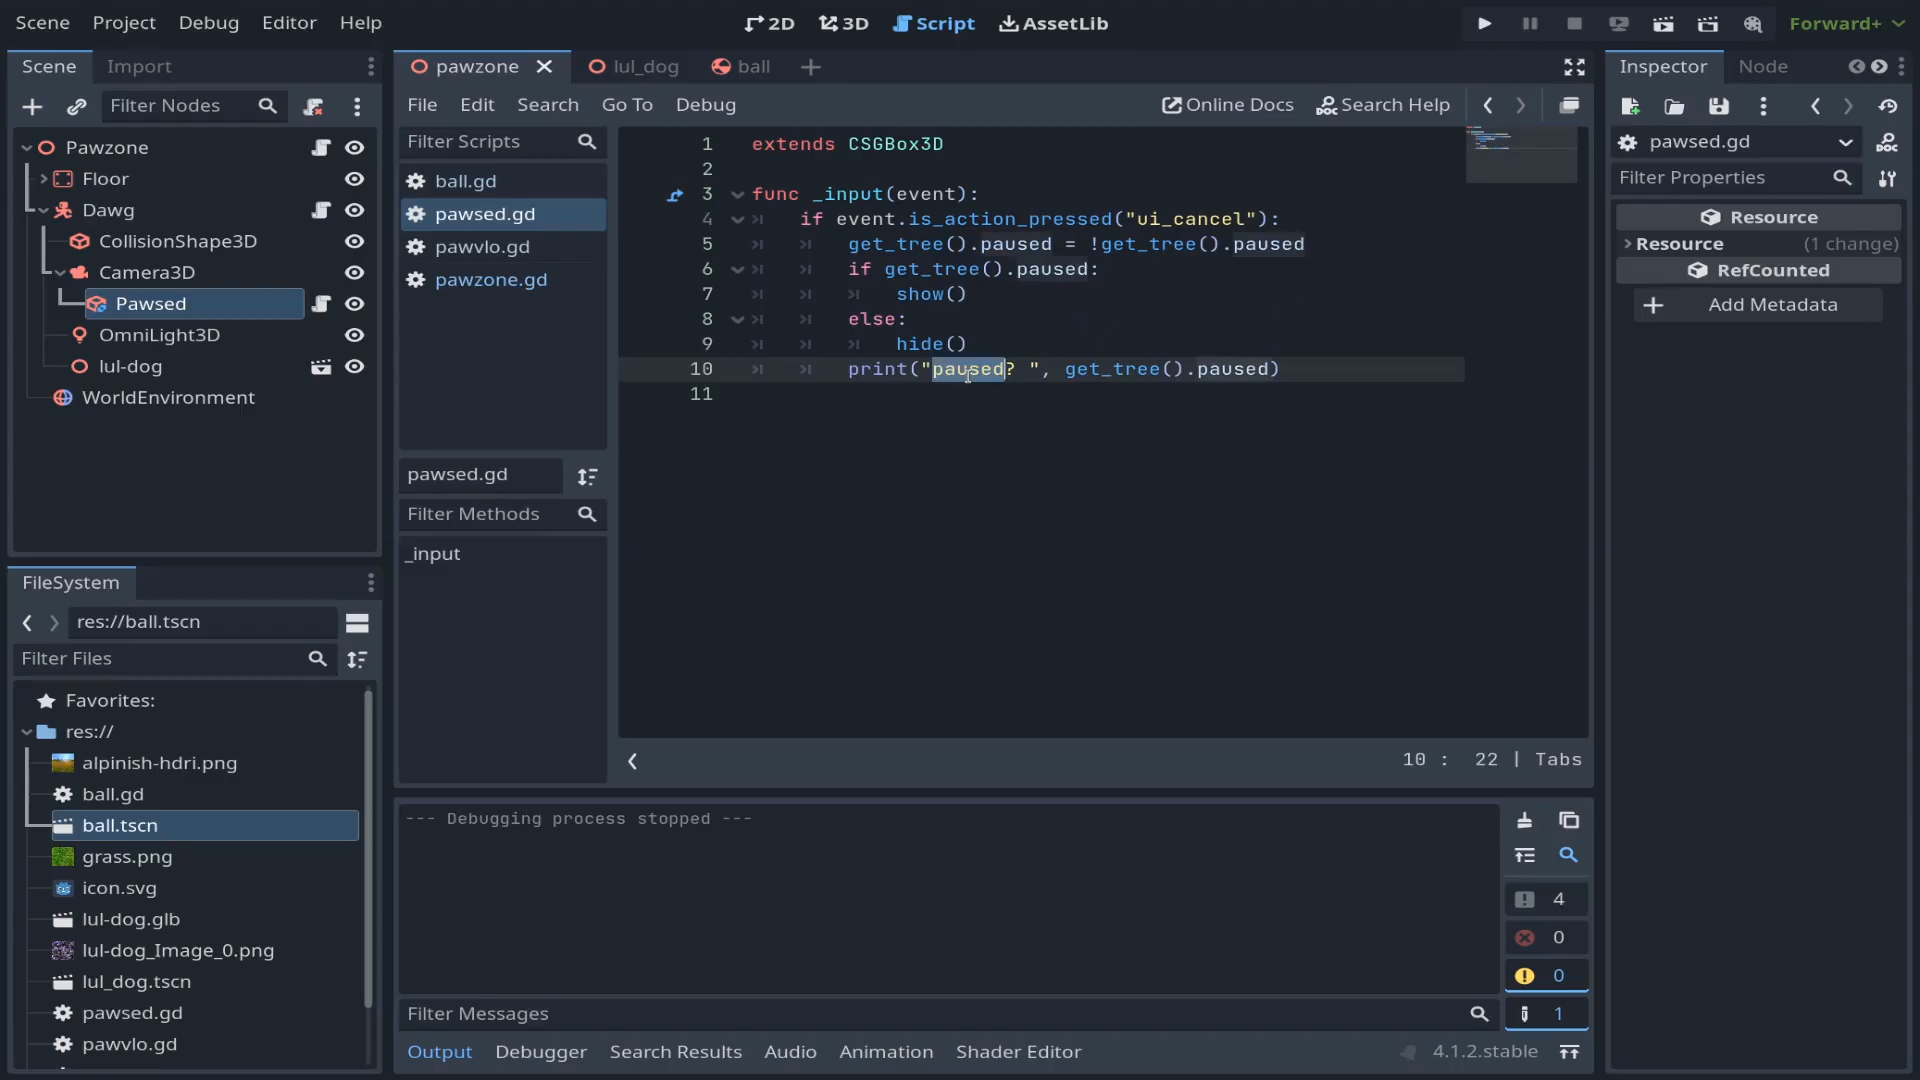 Scene Project Debug Editor Help
2D 3D Script AssetLib
Forward+
Scene Import
Filter Nodes
Pawzone
Floor
Dawg
CollisionShape3D
Camera3D
Pawsed
OmniLight3D
lul-dog
WorldEnvironment
FileSystem
res://ball.tscn
Filter Files
Favorites:
res://
alpinish-hdri.png
ball.gd
ball.tscn
grass.png
icon.svg
lul-dog.glb
lul-dog_Image_0.png
lul_dog.tscn
pawsed.gd
pawvlo.gd
pawzone lul_dog ball
File Edit Search Go To Debug
Online Docs Search Help
Filter Scripts
ball.gd
pawsed.gd
pawvlo.gd
pawzone.gd
pawsed.gd
Filter Methods
_input
1 extends CSGBox3D
2
3 func _input(event):
4 if event.is_action_pressed("ui_cancel"):
5 get_tree().paused = !get_tree().paused
6 if get_tree().paused:
7 show()
8 else:
9 hide()
10 print("paused? ", get_tree().paused)
11
10 : 22 | Tabs
--- Debugging process stopped ---
4
0
0
1
Filter Messages
Output Debugger Search Results Audio Animation Shader Editor
4.1.2.stable
Inspector Node
pawsed.gd
Filter Properties
Resource
Resource (1 change)
RefCounted
Add Metadata